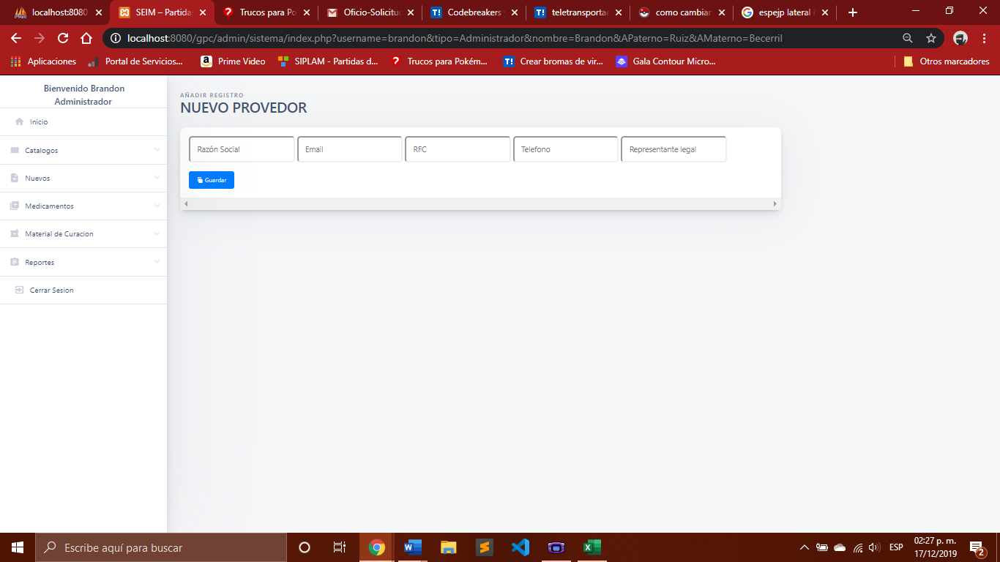 localhost:8080
SEIM – Partidas
Trucos para Po
Oficio-Solicitud
Codebreakers y
teletransportar
como cambiar
espejp lateral i
localhost:8080/gpc/admin/sistema/index.php?username=brandon&tipo=Administrador&nombre=Brandon&APaterno=Ruiz&AMaterno=Becerril
Aplicaciones
Portal de Servicios...
Prime Video
SIPLAM - Partidas d...
Trucos para Pokém...
Crear bromas de vir...
Gala Contour Micro...
Otros marcadores
Bienvenido Brandon
Administrador
Inicio
Catalogos
Nuevos
Medicamentos
Material de Curacion
Reportes
Cerrar Sesion
AÑADIR REGISTRO
NUEVO PROVEDOR
Razón Social
Email
RFC
Telefono
Representante legal
Guardar
Escribe aquí para buscar
ESP
02:27 p. m.
17/12/2019
2